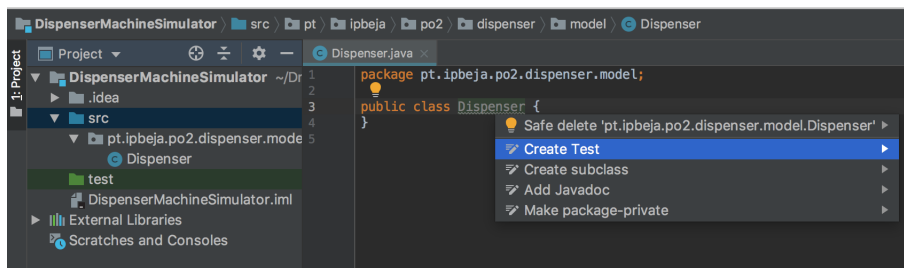 DispenserMachineSimulator src pt ipbeja po2 dispenser model Dispenser
1: Project
Project
DispenserMachineSimulator ~/Dr
.idea
src
pt.ipbeja.po2.dispenser.mode
Dispenser
test
DispenserMachineSimulator.iml
External Libraries
Scratches and Consoles
Dispenser.java
1 package pt.ipbeja.po2.dispenser.model;
2
3 public class Dispenser {
4 }
5
Safe delete 'pt.ipbeja.po2.dispenser.model.Dispenser'
Create Test
Create subclass
Add Javadoc
Make package-private